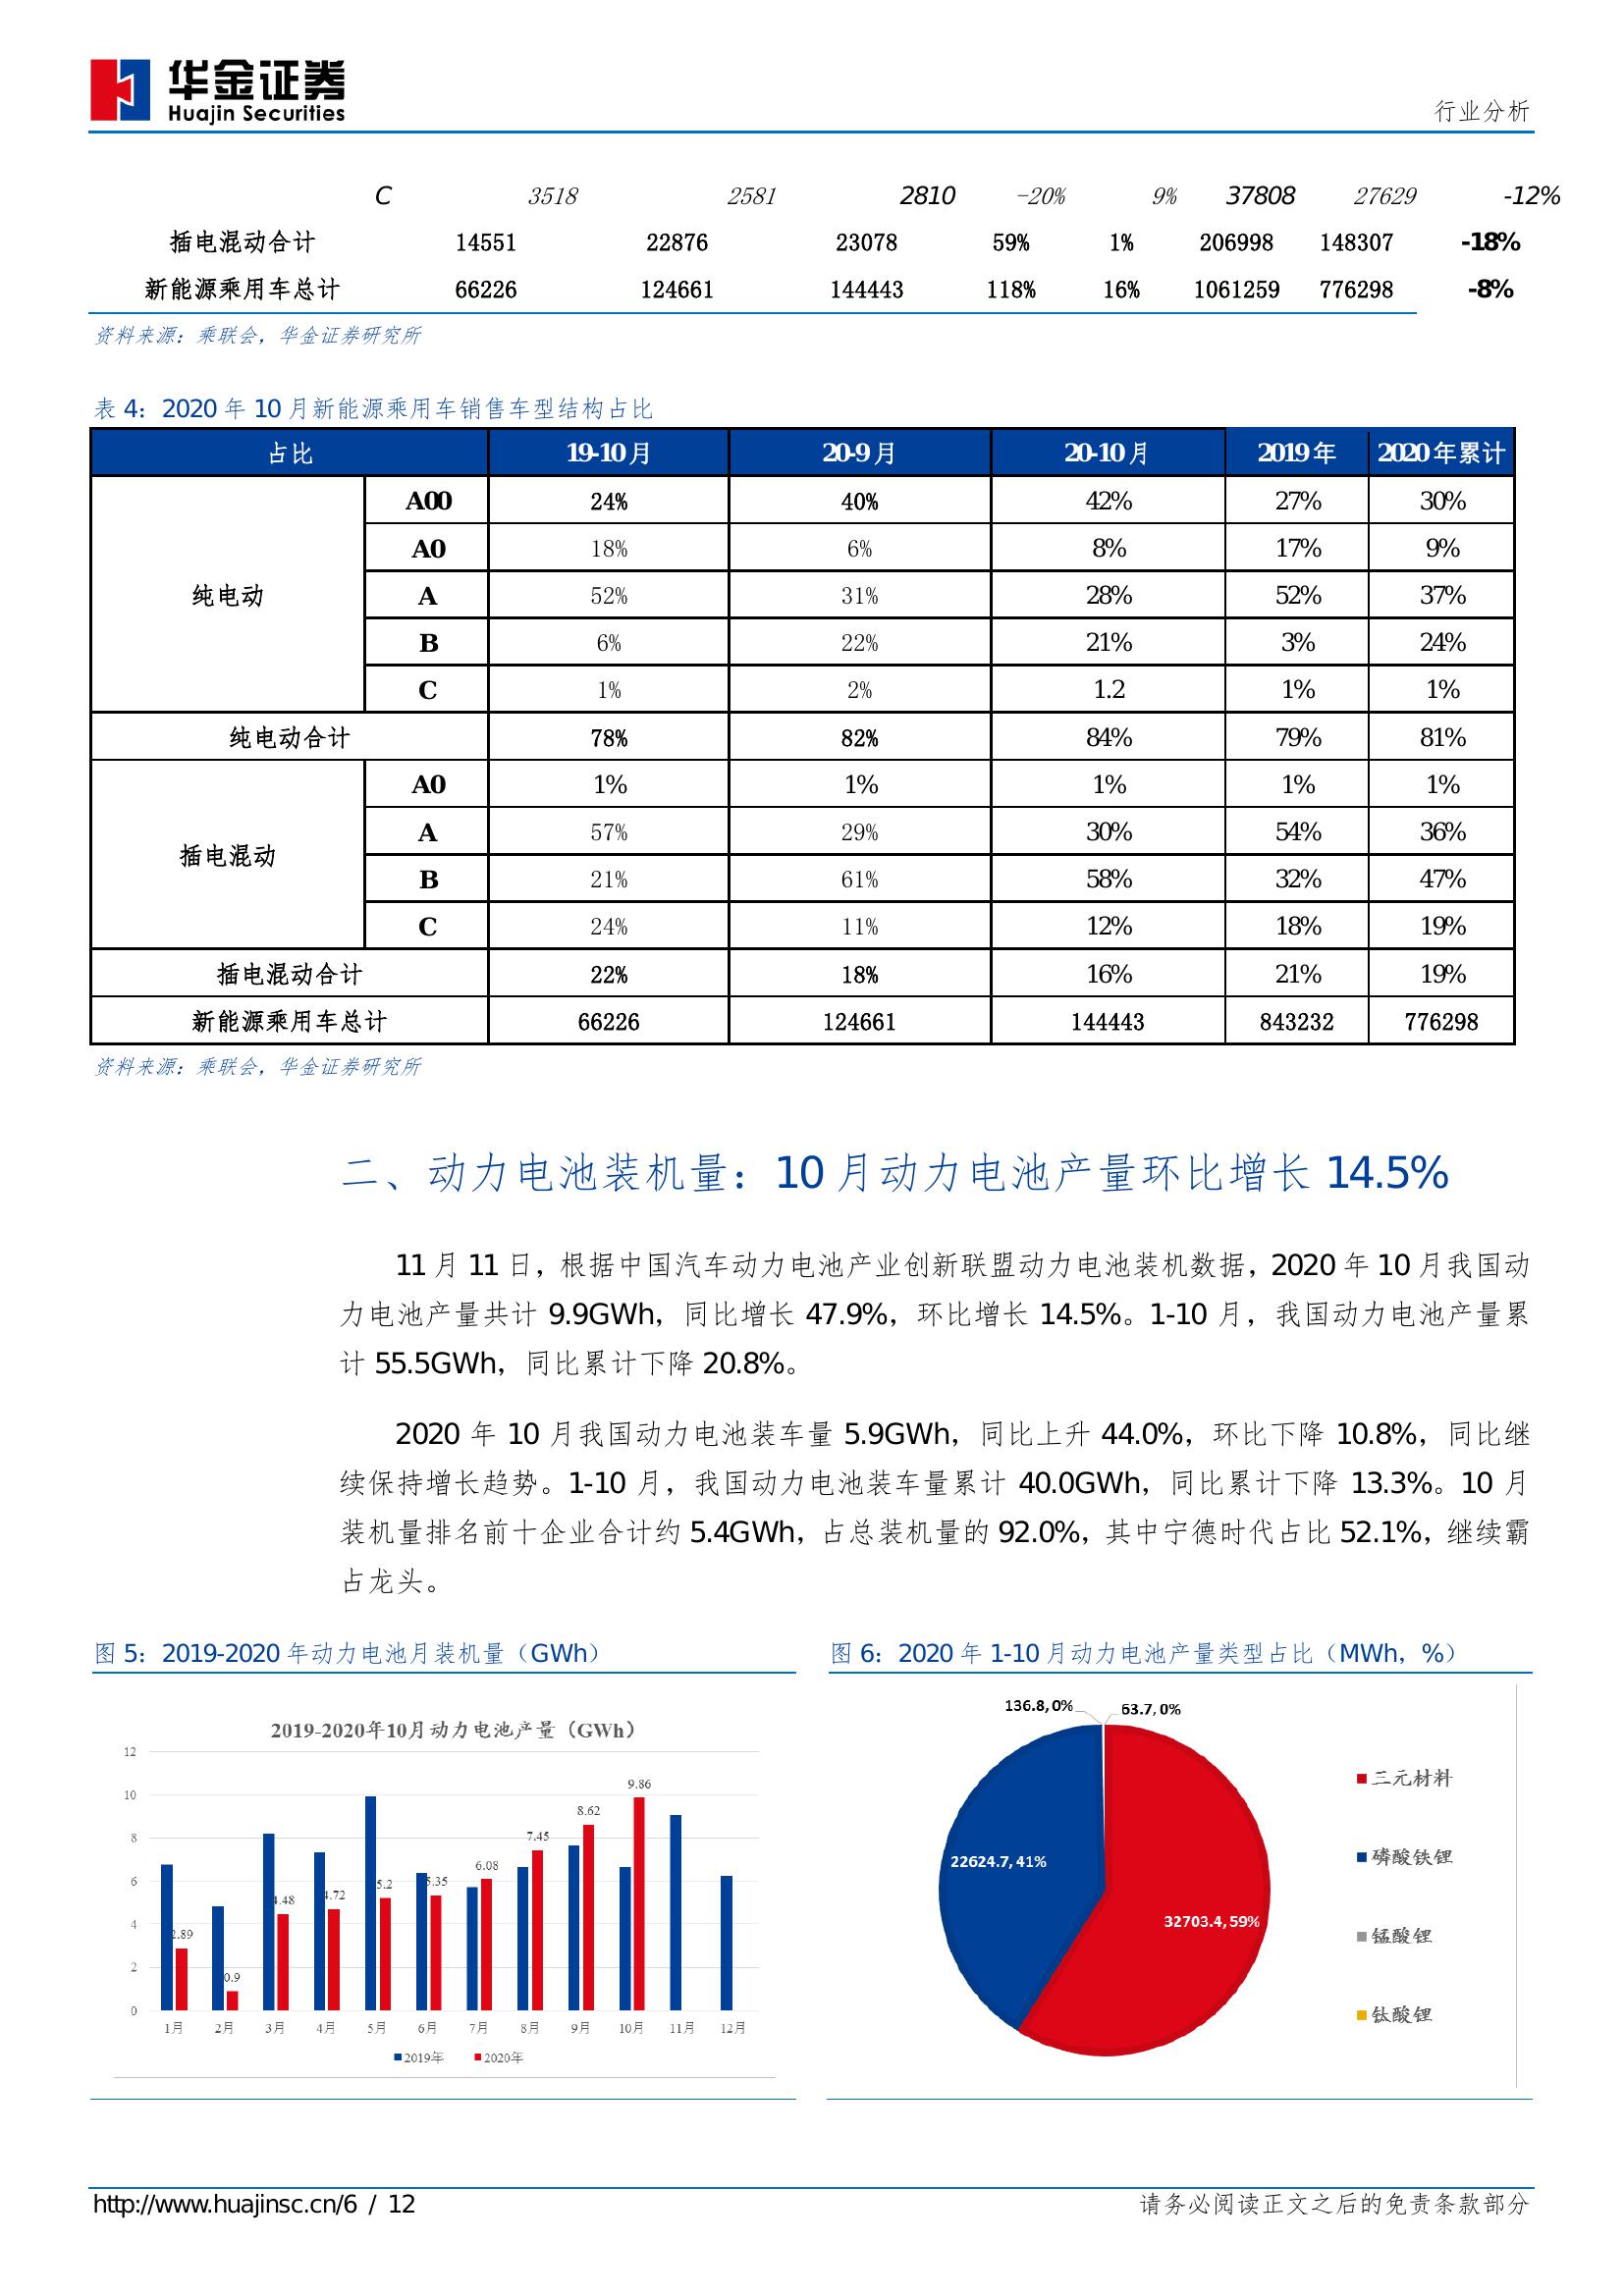 华金证券
Huajin Securities
行业分析
C 3518 2581 2810 -20% 9% 37808 27629 -12%
插电混动合计 14551 22876 23078 59% 1% 206998 148307 -18%
新能源乘用车总计 66226 124661 144443 118% 16% 1061259 776298 -8%
资料来源：乘联会，华金证券研究所
表 4：2020 年 10 月新能源乘用车销售车型结构占比
占比 19-10月 20-9月 20-10月 2019年 2020年累计
A00 24% 40% 42% 27% 30%
A0 18% 6% 8% 17% 9%
纯电动 A 52% 31% 28% 52% 37%
B 6% 22% 21% 3% 24%
C 1% 2% 1.2 1% 1%
纯电动合计 78% 82% 84% 79% 81%
A0 1% 1% 1% 1% 1%
A 57% 29% 30% 54% 36%
插电混动
B 21% 61% 58% 32% 47%
C 24% 11% 12% 18% 19%
插电混动合计 22% 18% 16% 21% 19%
新能源乘用车总计 66226 124661 144443 843232 776298
资料来源：乘联会，华金证券研究所
二、动力电池装机量：10 月动力电池产量环比增长 14.5%
11 月 11 日，根据中国汽车动力电池产业创新联盟动力电池装机数据，2020 年 10 月我国动
力电池产量共计 9.9GWh，同比增长 47.9%，环比增长 14.5%。1-10 月，我国动力电池产量累
计 55.5GWh，同比累计下降 20.8%。
2020 年 10 月我国动力电池装车量 5.9GWh，同比上升 44.0%，环比下降 10.8%，同比继
续保持增长趋势。1-10 月，我国动力电池装车量累计 40.0GWh，同比累计下降 13.3%。10 月
装机量排名前十企业合计约 5.4GWh，占总装机量的 92.0%，其中宁德时代占比 52.1%，继续霸
占龙头。
图 5：2019-2020 年动力电池月装机量（GWh）
2019-2020年10月动力电池产量（GWh）
12
10
8
6
4
2
0
2.89 0.9 4.48 4.72 5.2 5.35 6.08 7.45 8.62 9.86
1月 2月 3月 4月 5月 6月 7月 8月 9月 10月 11月 12月
2019年 2020年
图 6：2020 年 1-10 月动力电池产量类型占比（MWh，%）
136.8, 0% 63.7, 0%
22624.7, 41%
32703.4, 59%
三元材料
磷酸铁锂
锰酸锂
钛酸锂
http://www.huajinsc.cn/6 / 12
请务必阅读正文之后的免责条款部分